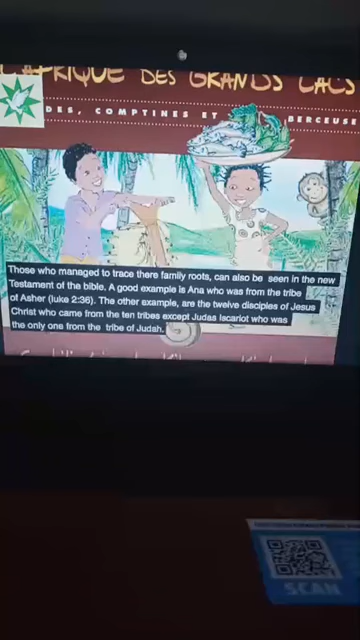 L'AFRIQUE DES GRANDS LACS
DES, COMPTINES ET BERCEUSE
Those who managed to trace there family roots, can also be seen in the new
Testament of the bible. A good example is Ana who was from the tribe
of Asher (luke 2:36). The other example, are the twelve disciples of Jesus
Christ who came from the ten tribes except Judas Iscariot who was
the only one from the tribe of Judah.
SCAN